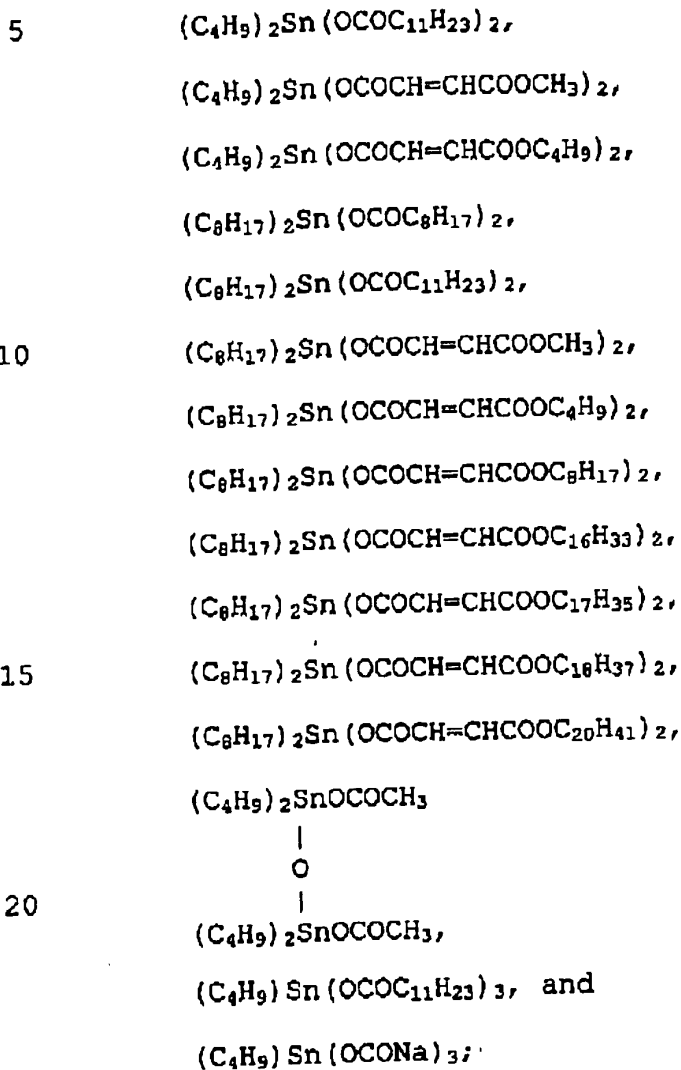 5 (C₄H₉)₂Sn(OCOC₁₁H₂₃)₂,
(C₄H₉)₂Sn(OCOCH=CHCOOCH₃)₂,
(C₄H₉)₂Sn(OCOCH=CHCOOC₄H₉)₂,
(C₈H₁₇)₂Sn(OCOC₈H₁₇)₂,
(C₈H₁₇)₂Sn(OCOC₁₁H₂₃)₂,
10 (C₈H₁₇)₂Sn(OCOCH=CHCOOCH₃)₂,
(C₈H₁₇)₂Sn(OCOCH=CHCOOC₄H₉)₂,
(C₈H₁₇)₂Sn(OCOCH=CHCOOC₈H₁₇)₂,
(C₈H₁₇)₂Sn(OCOCH=CHCOOC₁₆H₃₃)₂,
(C₈H₁₇)₂Sn(OCOCH=CHCOOC₁₇H₃₅)₂,
15 (C₈H₁₇)₂Sn(OCOCH=CHCOOC₁₈H₃₇)₂,
(C₈H₁₇)₂Sn(OCOCH=CHCOOC₂₀H₄₁)₂,
(C₄H₉)₂SnOCOCH₃
|
O
20 |
(C₄H₉)₂SnOCOCH₃,
(C₄H₉)Sn(OCOC₁₁H₂₃)₃, and
(C₄H₉)Sn(OCONa)₃;